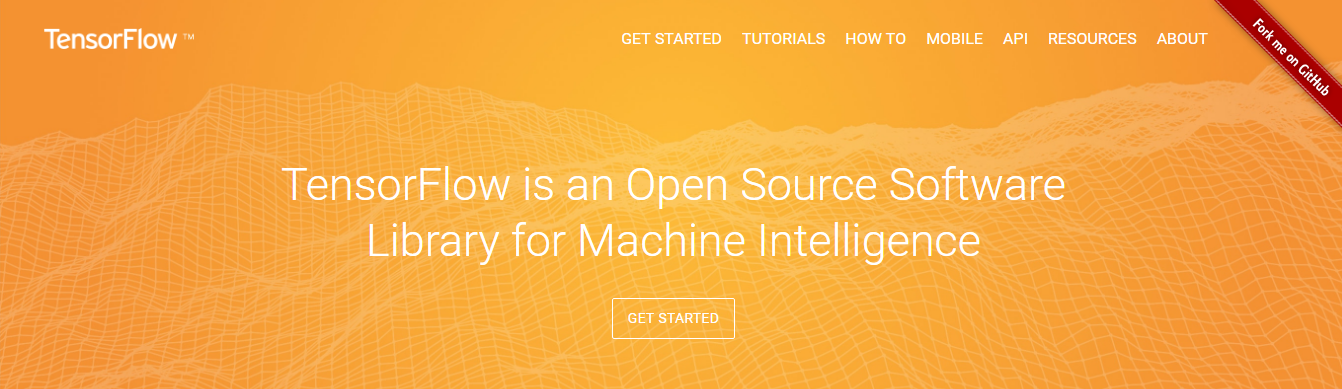 TensorFlow ™
GET STARTED TUTORIALS HOW TO MOBILE API RESOURCES ABOUT
Fork me on GitHub
TensorFlow is an Open Source Software
Library for Machine Intelligence
GET STARTED